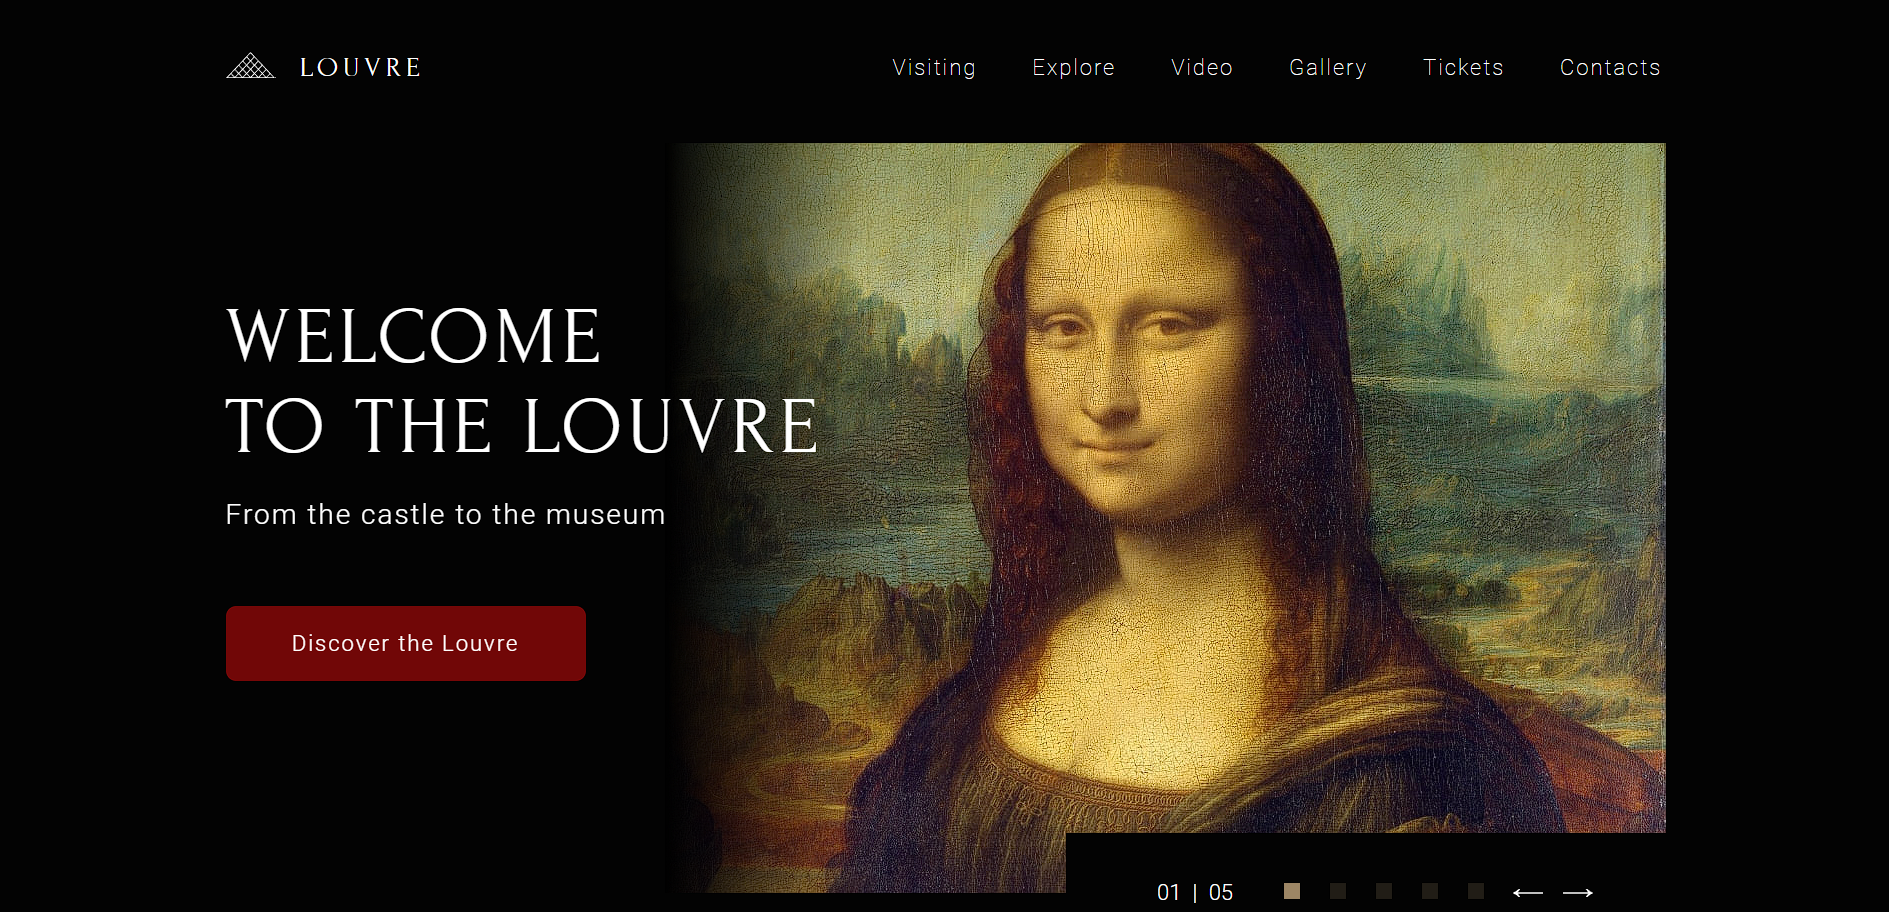 LOUVRE
Visiting Explore Video Gallery Tickets Contacts
WELCOME
TO THE LOUVRE
From the castle to the museum
Discover the Louvre
01 | 05